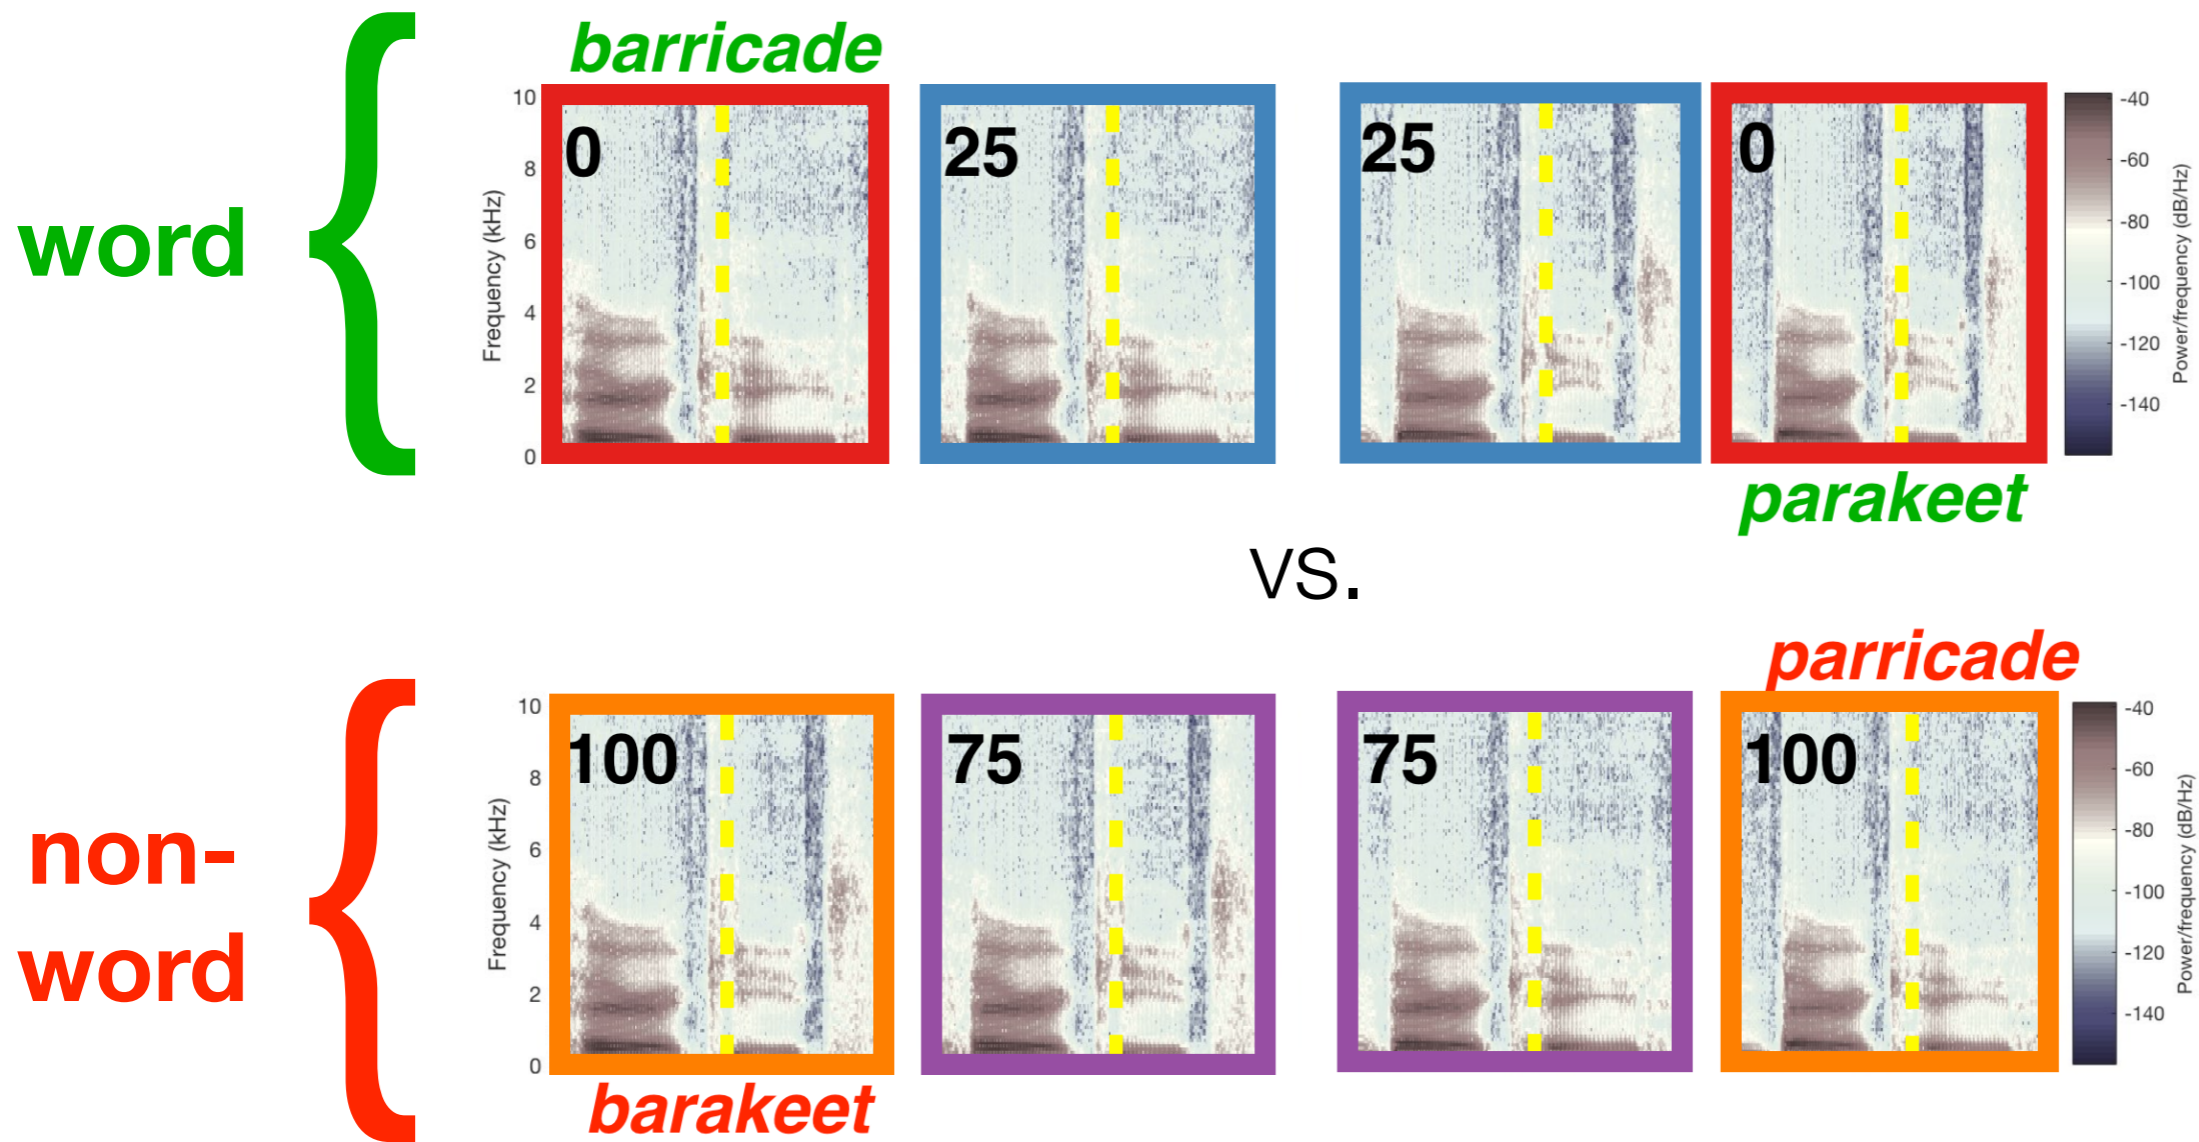 barricade
word
Frequency (kHz)
10
8
6
4
2
0
0
25
25
0
-40
-60
-80
-100
-120
-140
Power/frequency (dB/Hz)
parakeet
vs.
parricade
non-
word
Frequency (kHz)
10
8
6
4
2
0
100
75
75
100
-40
-60
-80
-100
-120
-140
Power/frequency (dB/Hz)
barakeet